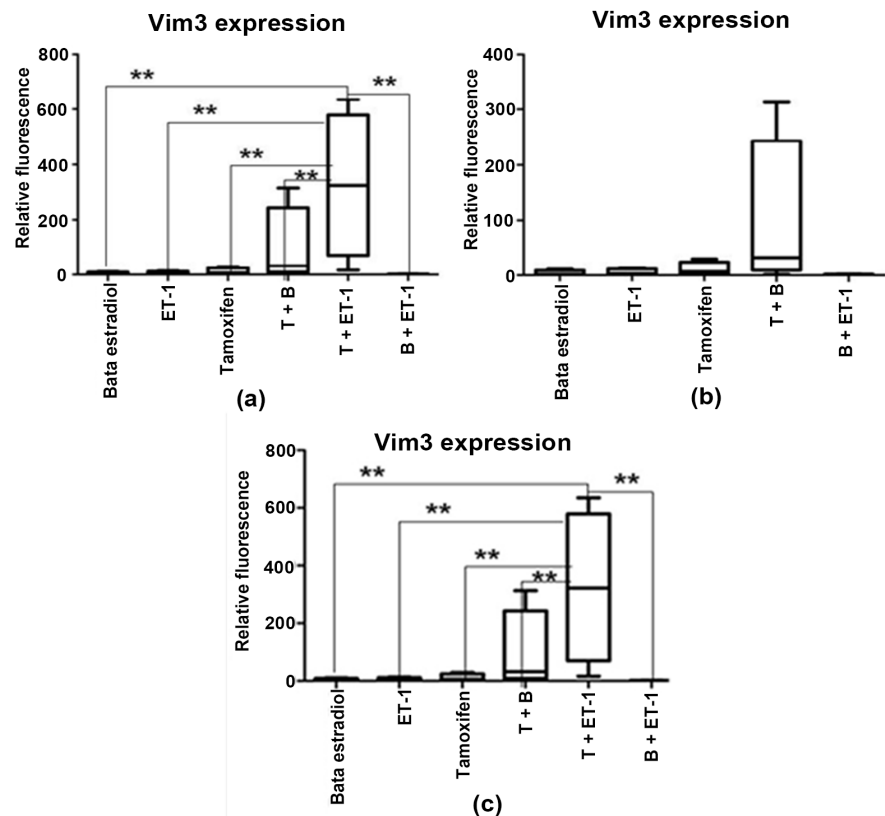 Vim3 expression
800
600
400
200
0
Relative fluorescence
**
**
**
**
**
Bata estradiol
ET-1
Tamoxifen
T + B
T + ET-1
B + ET-1
(a)
Vim3 expression
400
300
200
100
0
Relative fluorescence
Bata estradiol
ET-1
Tamoxifen
T + B
B + ET-1
(b)
Vim3 expression
800
600
400
200
0
Relative fluorescence
**
**
**
**
**
Bata estradiol
ET-1
Tamoxifen
T + B
T + ET-1
B + ET-1
(c)